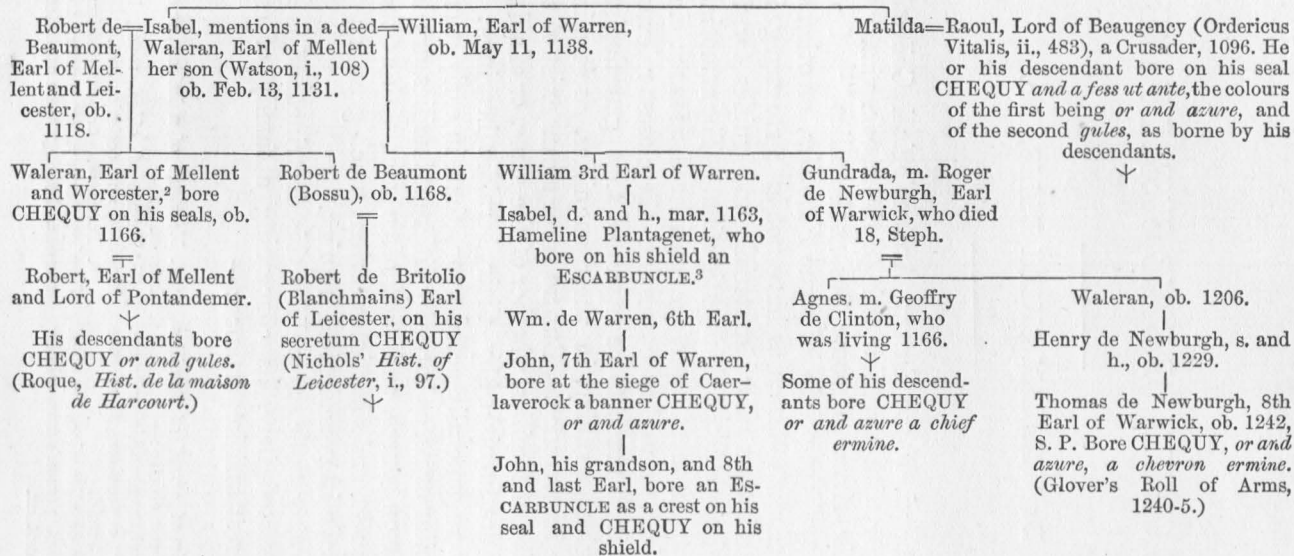 Robert de
Beaumont,
Earl of Mel-
lent and Lei-
cester, ob.
1118.
Isabel, mentions in a deed
Waleran, Earl of Mellent
her son (Watson, i., 108)
ob. Feb. 13, 1131.
William, Earl of Warren,
ob. May 11, 1138.
Matilda
Raoul, Lord of Beaugency (Ordericus
Vitalis, ii., 483), a Crusader, 1096. He
or his descendant bore on his seal
CHEQUY and a fess ut ante, the colours
of the first being or and azure, and
of the second gules, as borne by his
descendants.
Waleran, Earl of Mellent
and Worcester,² bore
CHEQUY on his seals, ob.
1166.
Robert, Earl of Mellent
and Lord of Pontandemer.
His descendants bore
CHEQUY or and gules.
(Roque, Hist. de la maison
de Harcourt.)
Robert de Beaumont
(Bossu), ob. 1168.
Robert de Britolio
(Blanchmains) Earl
of Leicester, on his
secretum CHEQUY
(Nichols' Hist. of
Leicester, i., 97.)
William 3rd Earl of Warren.
Isabel, d. and h., mar. 1163,
Hameline Plantagenet, who
bore on his shield an
ESCARBUNCLE.³
Wm. de Warren, 6th Earl.
John, 7th Earl of Warren,
bore at the siege of Caer-
laverock a banner CHEQUY,
or and azure.
John, his grandson, and 8th
and last Earl, bore an ES-
CARBUNCLE as a crest on his
seal and CHEQUY on his
shield.
Gundrada, m. Roger
de Newburgh, Earl
of Warwick, who died
18, Steph.
Agnes, m. Geoffry
de Clinton, who
was living 1166.
Some of his descend-
ants bore CHEQUY
or and azure a chief
ermine.
Waleran, ob. 1206.
Henry de Newburgh, s. and
h., ob. 1229.
Thomas de Newburgh, 8th
Earl of Warwick, ob. 1242,
S. P. Bore CHEQUY, or and
azure, a chevron ermine.
(Glover's Roll of Arms,
1240-5.)